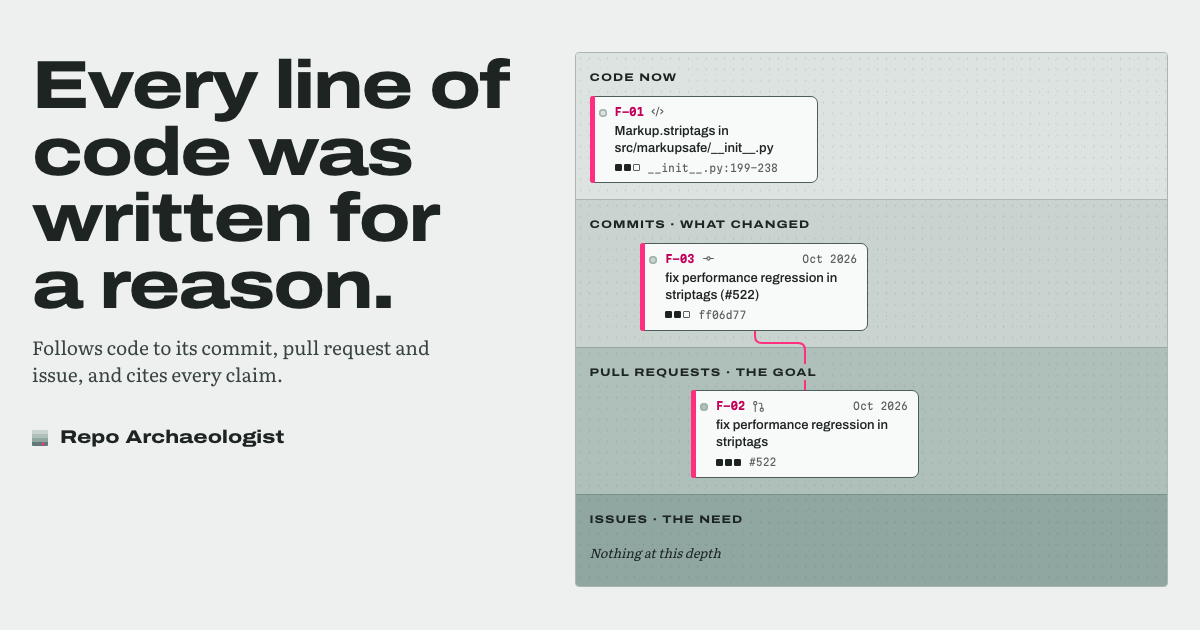 Every line of
code was
written for
a reason.
Follows code to its commit, pull request and
issue, and cites every claim.
Repo Archaeologist
CODE NOW
F-01 </>
Markup.striptags in
src/markupsafe/__init__.py
__init__.py:199-238
COMMITS · WHAT CHANGED
F-03 Oct 2026
fix performance regression in
striptags (#522)
ff06d77
PULL REQUESTS · THE GOAL
F-02 Oct 2026
fix performance regression in
striptags
#522
ISSUES · THE NEED
Nothing at this depth